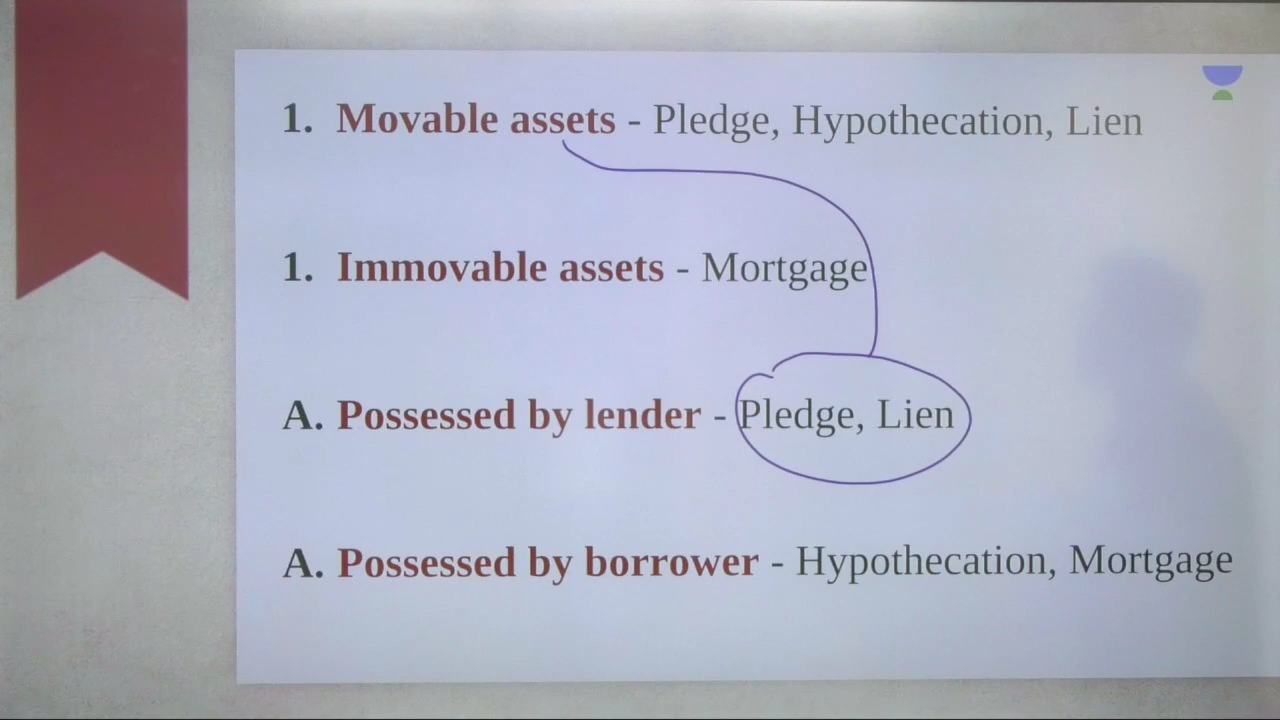 1. Movable assets - Pledge, Hypothecation, Lien
1. Immovable assets - Mortgage
A. Possessed by lender - Pledge, Lien
A. Possessed by borrower - Hypothecation, Mortgage